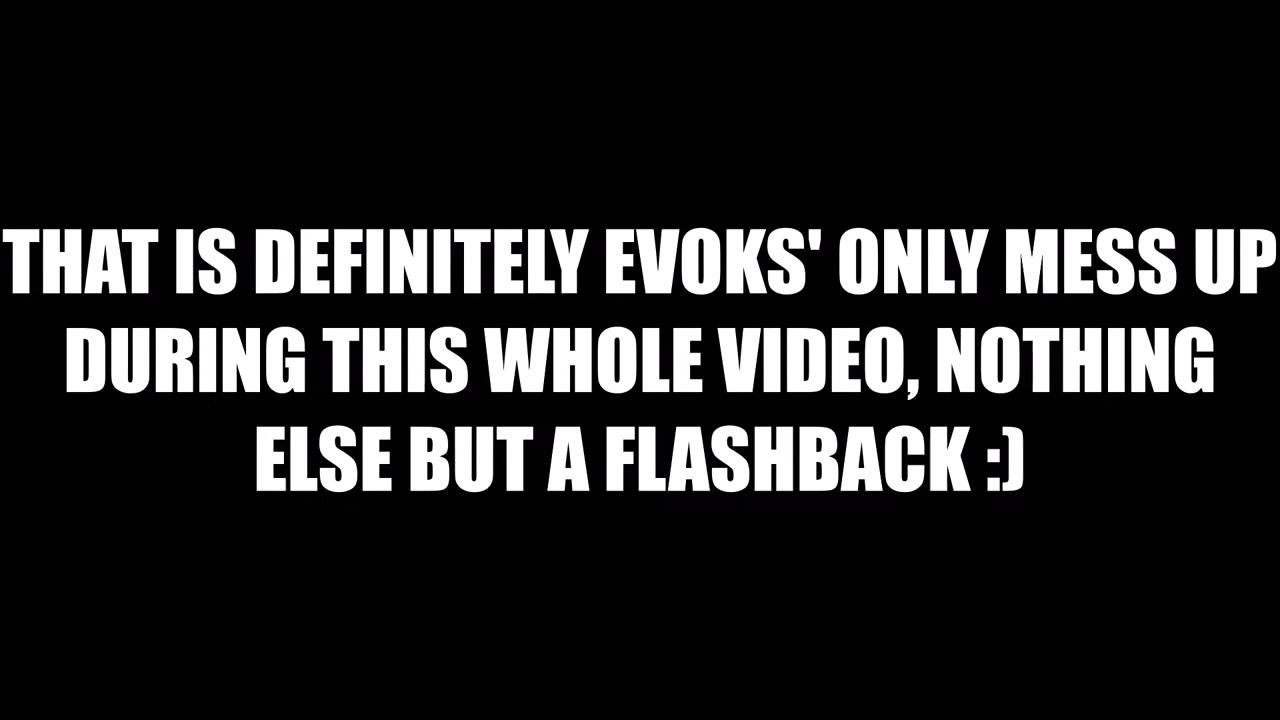 THAT IS DEFINITELY EVOKS' ONLY MESS UP
DURING THIS WHOLE VIDEO, NOTHING
ELSE BUT A FLASHBACK :)